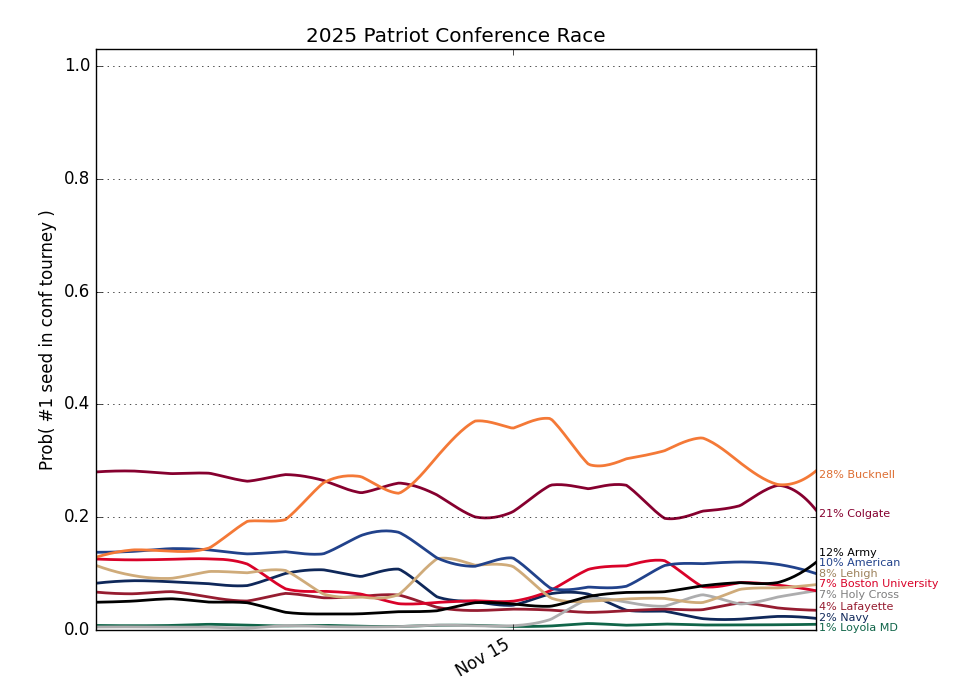 2025 Patriot Conference Race
Prob( #1 seed in conf tourney )
1.0
0.8
0.6
0.4
0.2
0.0
Nov 15
28% Bucknell
21% Colgate
12% Army
10% American
8% Lehigh
7% Boston University
7% Holy Cross
4% Lafayette
2% Navy
1% Loyola MD